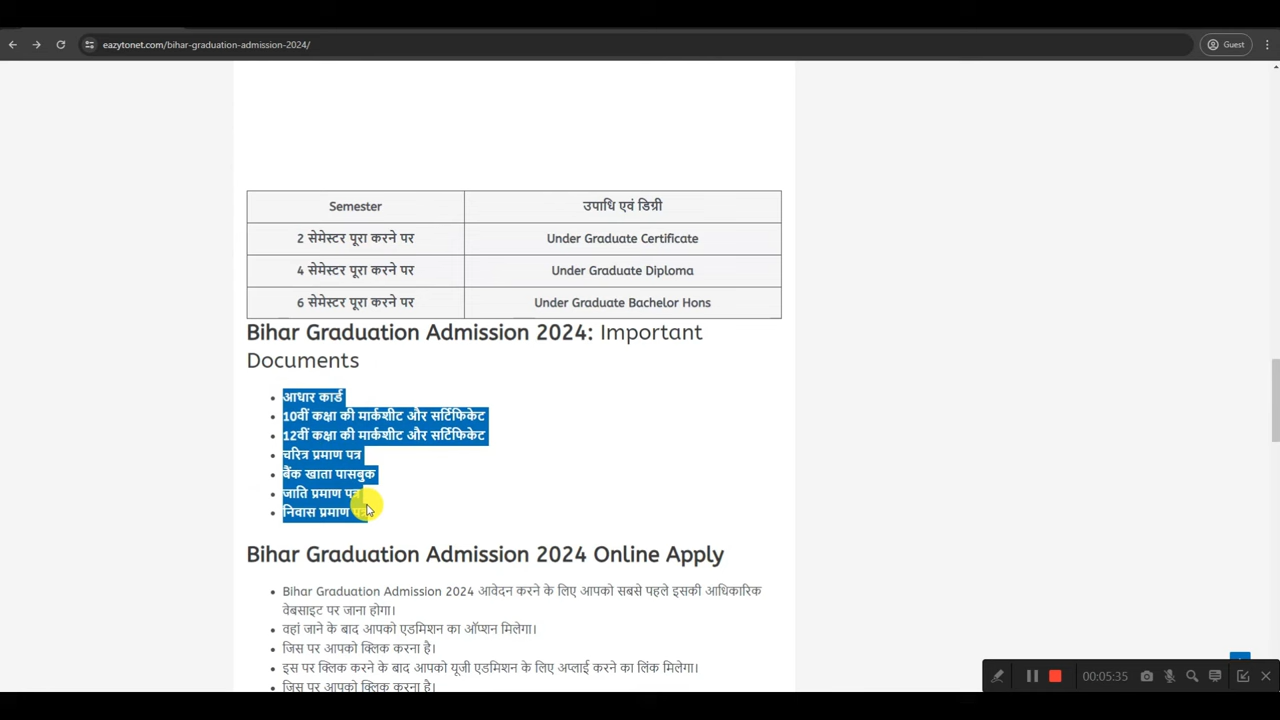 eazytonet.com/bihar-graduation-admission-2024/
Guest
Semester उपाधि एवं डिग्री
2 सेमेस्टर पूरा करने पर Under Graduate Certificate
4 सेमेस्टर पूरा करने पर Under Graduate Diploma
6 सेमेस्टर पूरा करने पर Under Graduate Bachelor Hons
Bihar Graduation Admission 2024: Important
Documents
आधार कार्ड
10वीं कक्षा की मार्कशीट और सर्टिफिकेट
12वीं कक्षा की मार्कशीट और सर्टिफिकेट
चरित्र प्रमाण पत्र
बैंक खाता पासबुक
जाति प्रमाण पत्र
निवास प्रमाण पत्र
Bihar Graduation Admission 2024 Online Apply
Bihar Graduation Admission 2024 आवेदन करने के लिए आपको सबसे पहले इसकी आधिकारिक
वेबसाइट पर जाना होगा।
वहां जाने के बाद आपको एडमिशन का ऑप्शन मिलेगा।
जिस पर आपको क्लिक करना है।
इस पर क्लिक करने के बाद आपको यूजी एडमिशन के लिए अप्लाई करने का लिंक मिलेगा।
जिस पर आपको क्लिक करना है।
00:05:35